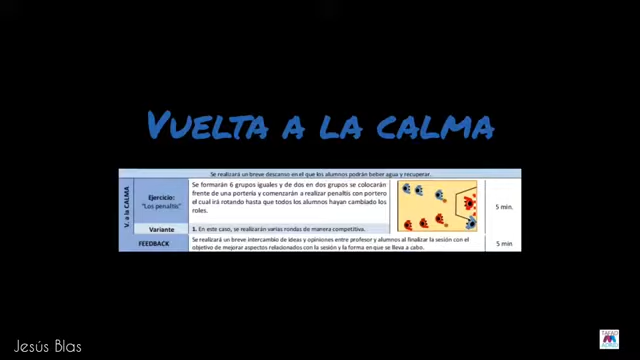 VUELTA A LA CALMA
Se realizará un breve descanso en el que los alumnos podrán beber agua y recuperar.
V. a la CALMA
Ejercicio:
"Los penaltis"
Se formarán 6 grupos iguales y de dos en dos grupos se colocarán
frente de una portería y comenzarán a realizar penaltis con portero
el cual irá rotando hasta que todos los alumnos hayan cambiado los
roles.
5 min.
Variante
1. En este caso, se realizarán varias rondas de manera competitiva.
FEEDBACK
Se realizará un breve intercambio de ideas y opiniones entre profesor y alumnos al finalizar la sesión con el
objetivo de mejorar aspectos relacionados con la sesión y la forma en que se lleva a cabo.
5 min
Jesús Blas